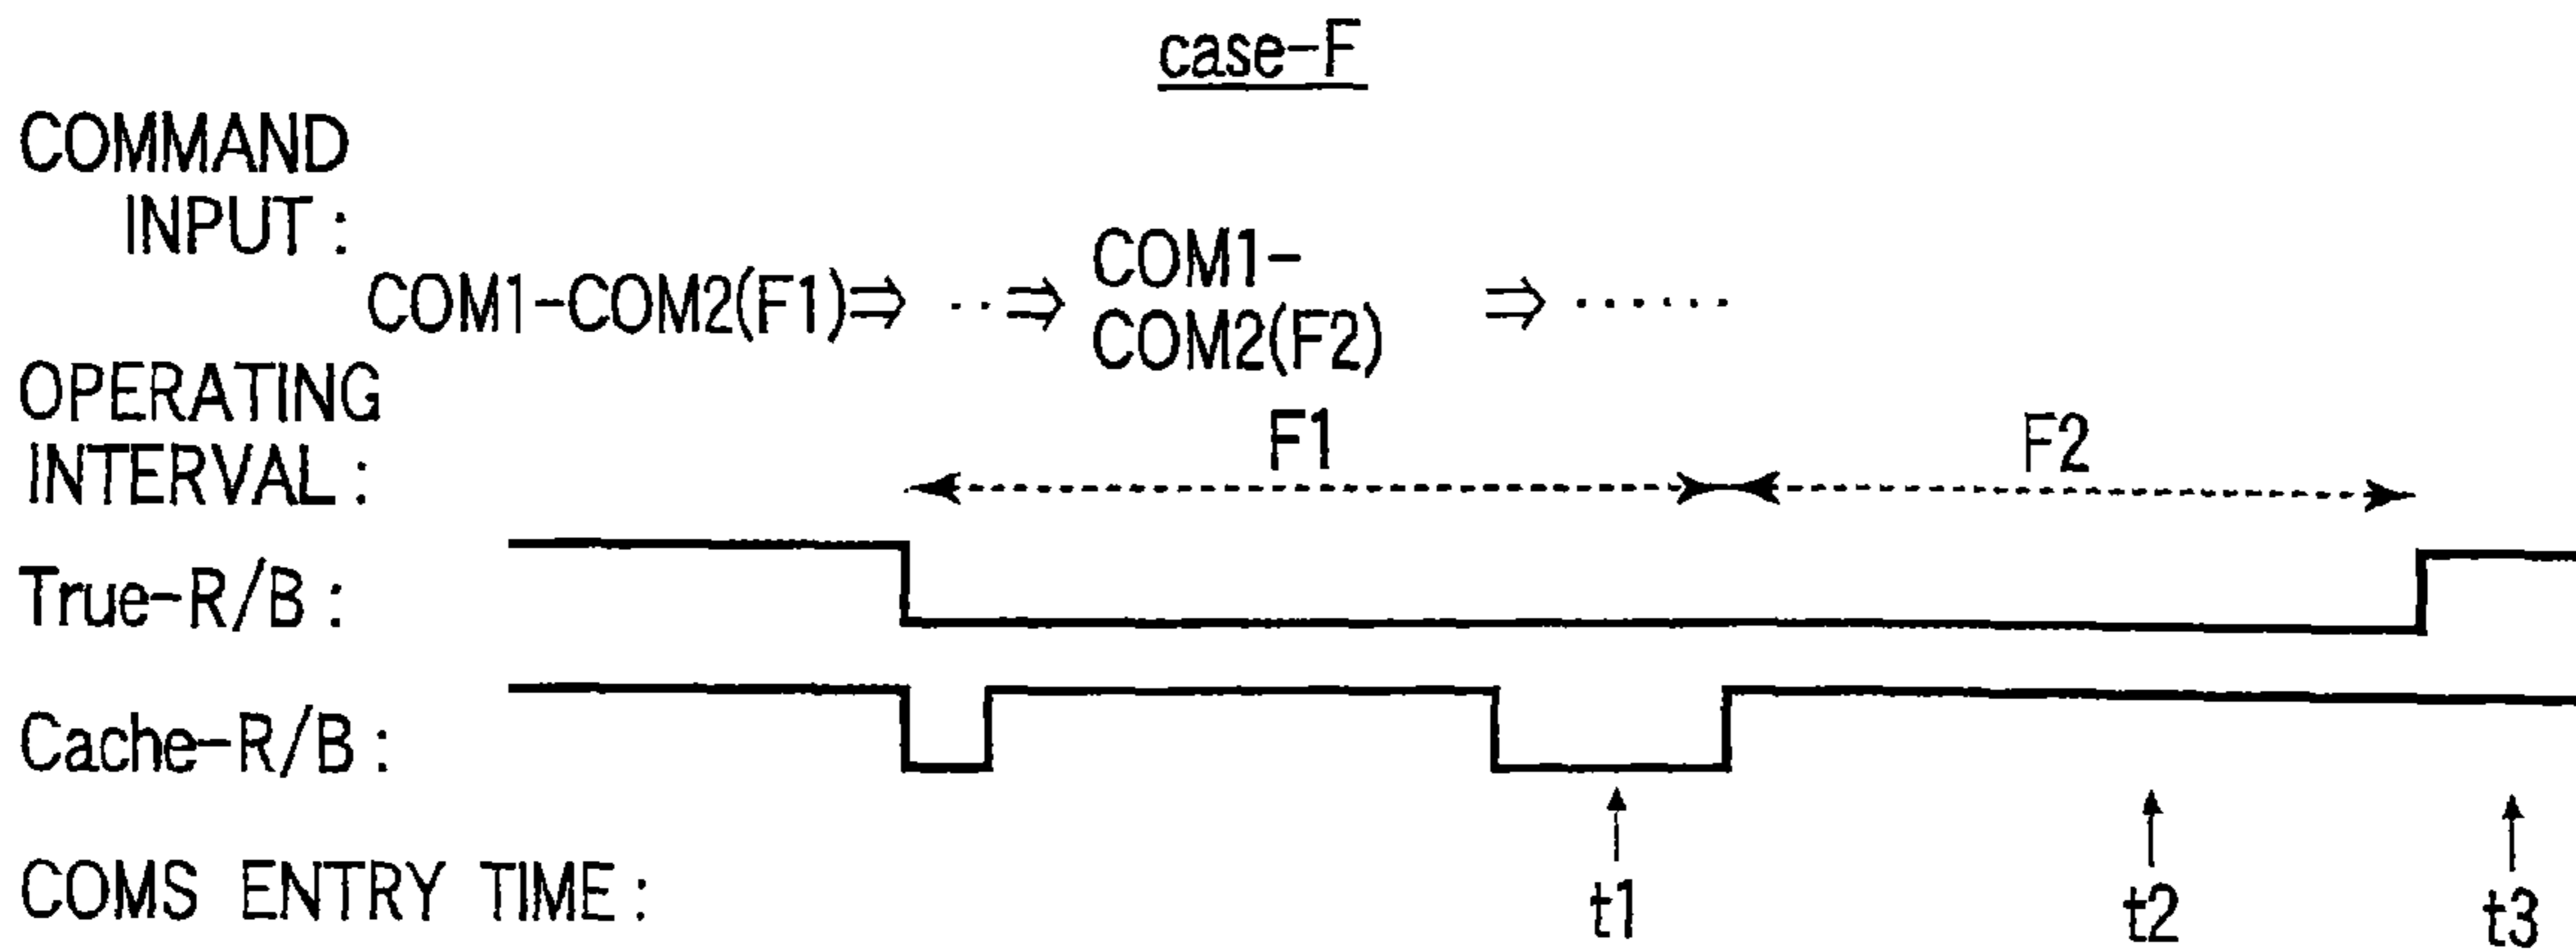 case-F
COMMAND
INPUT :
COM1-COM2(F1)⇒ ‥⇒ COM1-
COM2(F2) ⇒ ‥‥‥
OPERATING
INTERVAL :
F1 F2
True-R/B :
Cache-R/B :
COMS ENTRY TIME :
t1 t2 t3